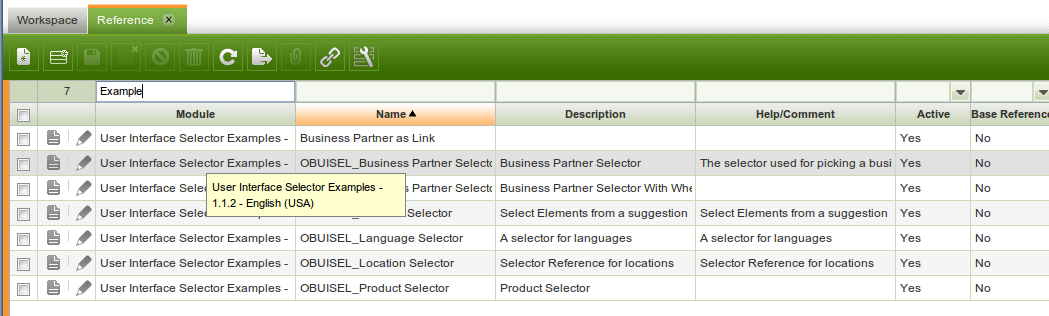 Workspace Reference
7 Example
Module Name Description Help/Comment Active Base Reference
User Interface Selector Examples - Business Partner as Link Yes No
User Interface Selector Examples - OBUISEL_Business Partner Selecto Business Partner Selector The selector used for picking a busi Yes No
User Interface Selector Examples - s Partner Selecto Business Partner Selector With Whe Yes No
User Interface Selector Examples -
1.1.2 - English (USA)
User Interface Selector Examples - Selector Select Elements from a suggestion Select Elements from a suggestion Yes No
User Interface Selector Examples - OBUISEL_Language Selector A selector for languages A selector for languages Yes No
User Interface Selector Examples - OBUISEL_Location Selector Selector Reference for locations Selector Reference for locations Yes No
User Interface Selector Examples - OBUISEL_Product Selector Product Selector Yes No